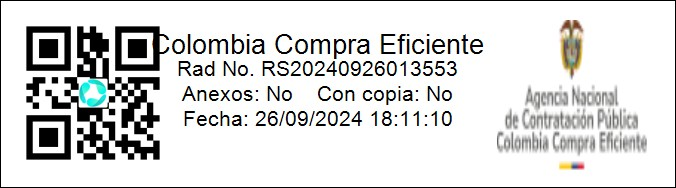 Colombia Compra Eficiente
Rad No. RS20240926013553
Anexos: No    Con copia: No
Fecha: 26/09/2024 18:11:10
Agencia Nacional
de Contratación Pública
Colombia Compra Eficiente